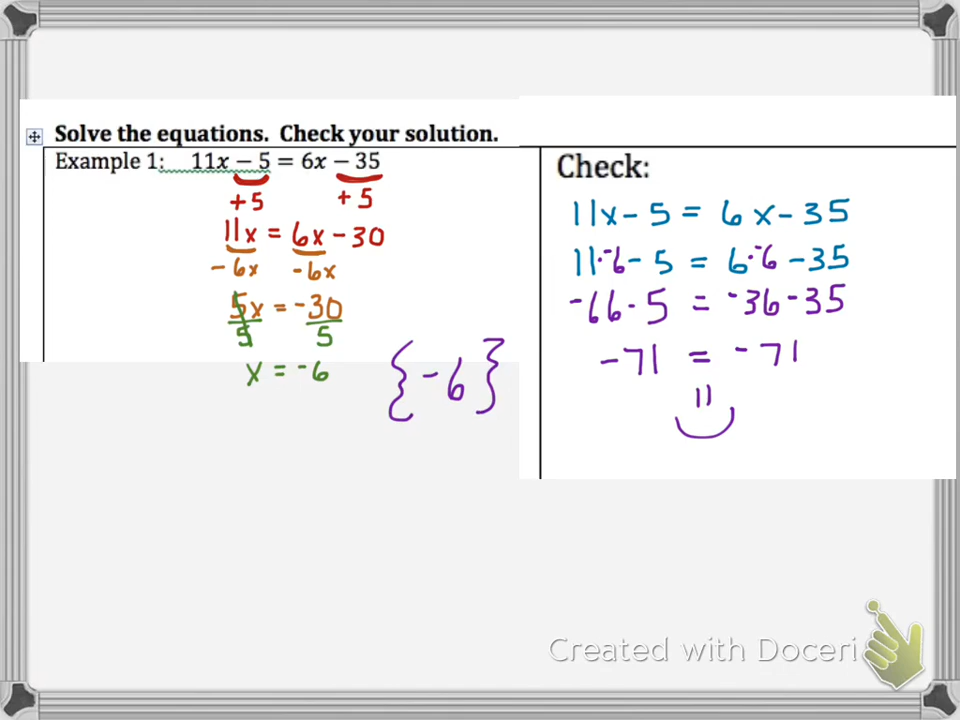 Solve the equations. Check your solution.
Example 1: 11x − 5 = 6x − 35
+5 +5
11x = 6x − 30
−6x -6x
5x = -30
5 5
x = -6
{-6}
Check:
11x − 5 = 6x − 35
11·-6 − 5 = 6·-6 − 35
-66 - 5 = -36 - 35
-71 = -71
Created with Doceri